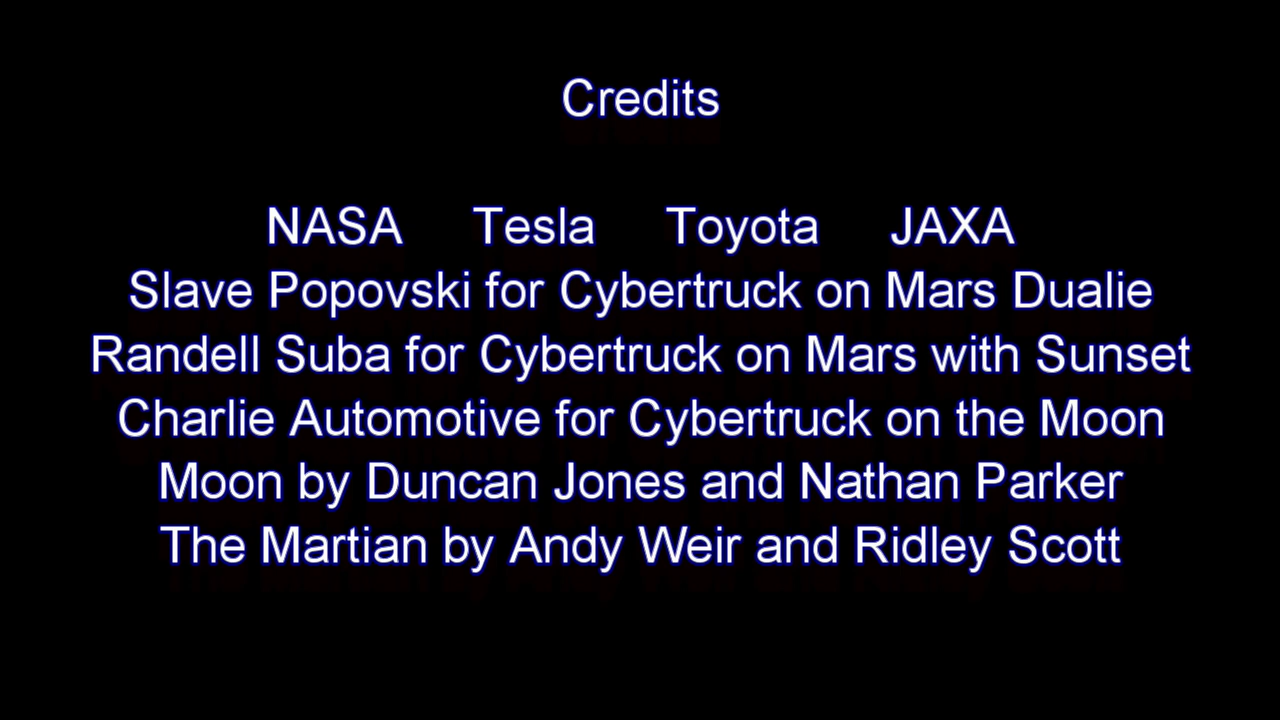 Credits
NASA Tesla Toyota JAXA
Slave Popovski for Cybertruck on Mars Dualie
Randell Suba for Cybertruck on Mars with Sunset
Charlie Automotive for Cybertruck on the Moon
Moon by Duncan Jones and Nathan Parker
The Martian by Andy Weir and Ridley Scott